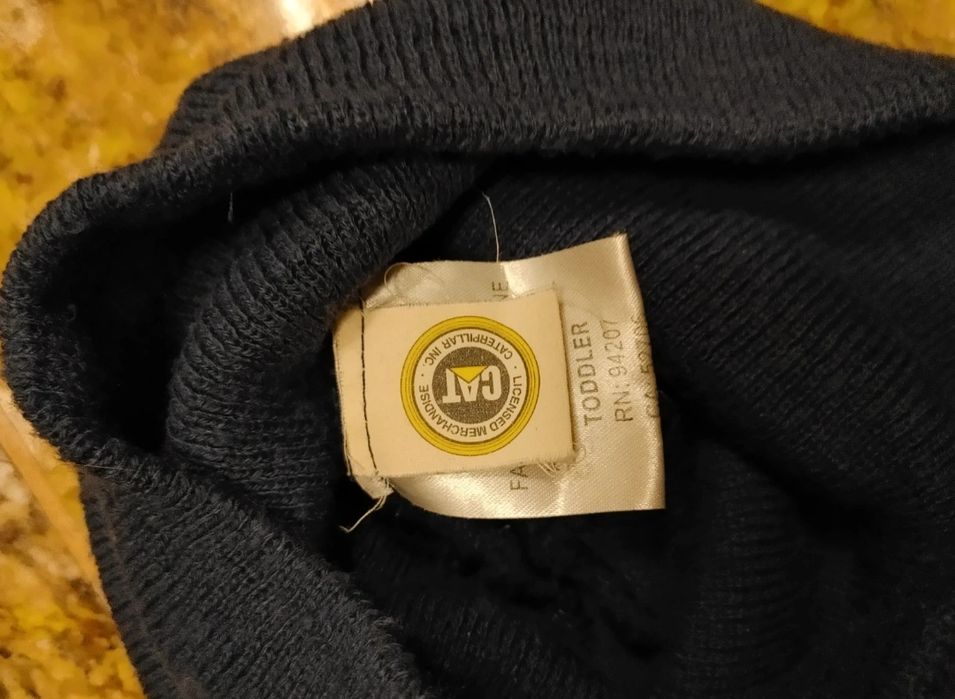 CATERPILLAR INC
CAT
LICENSED MERCHANDISE
TODDLER
RN: 94207